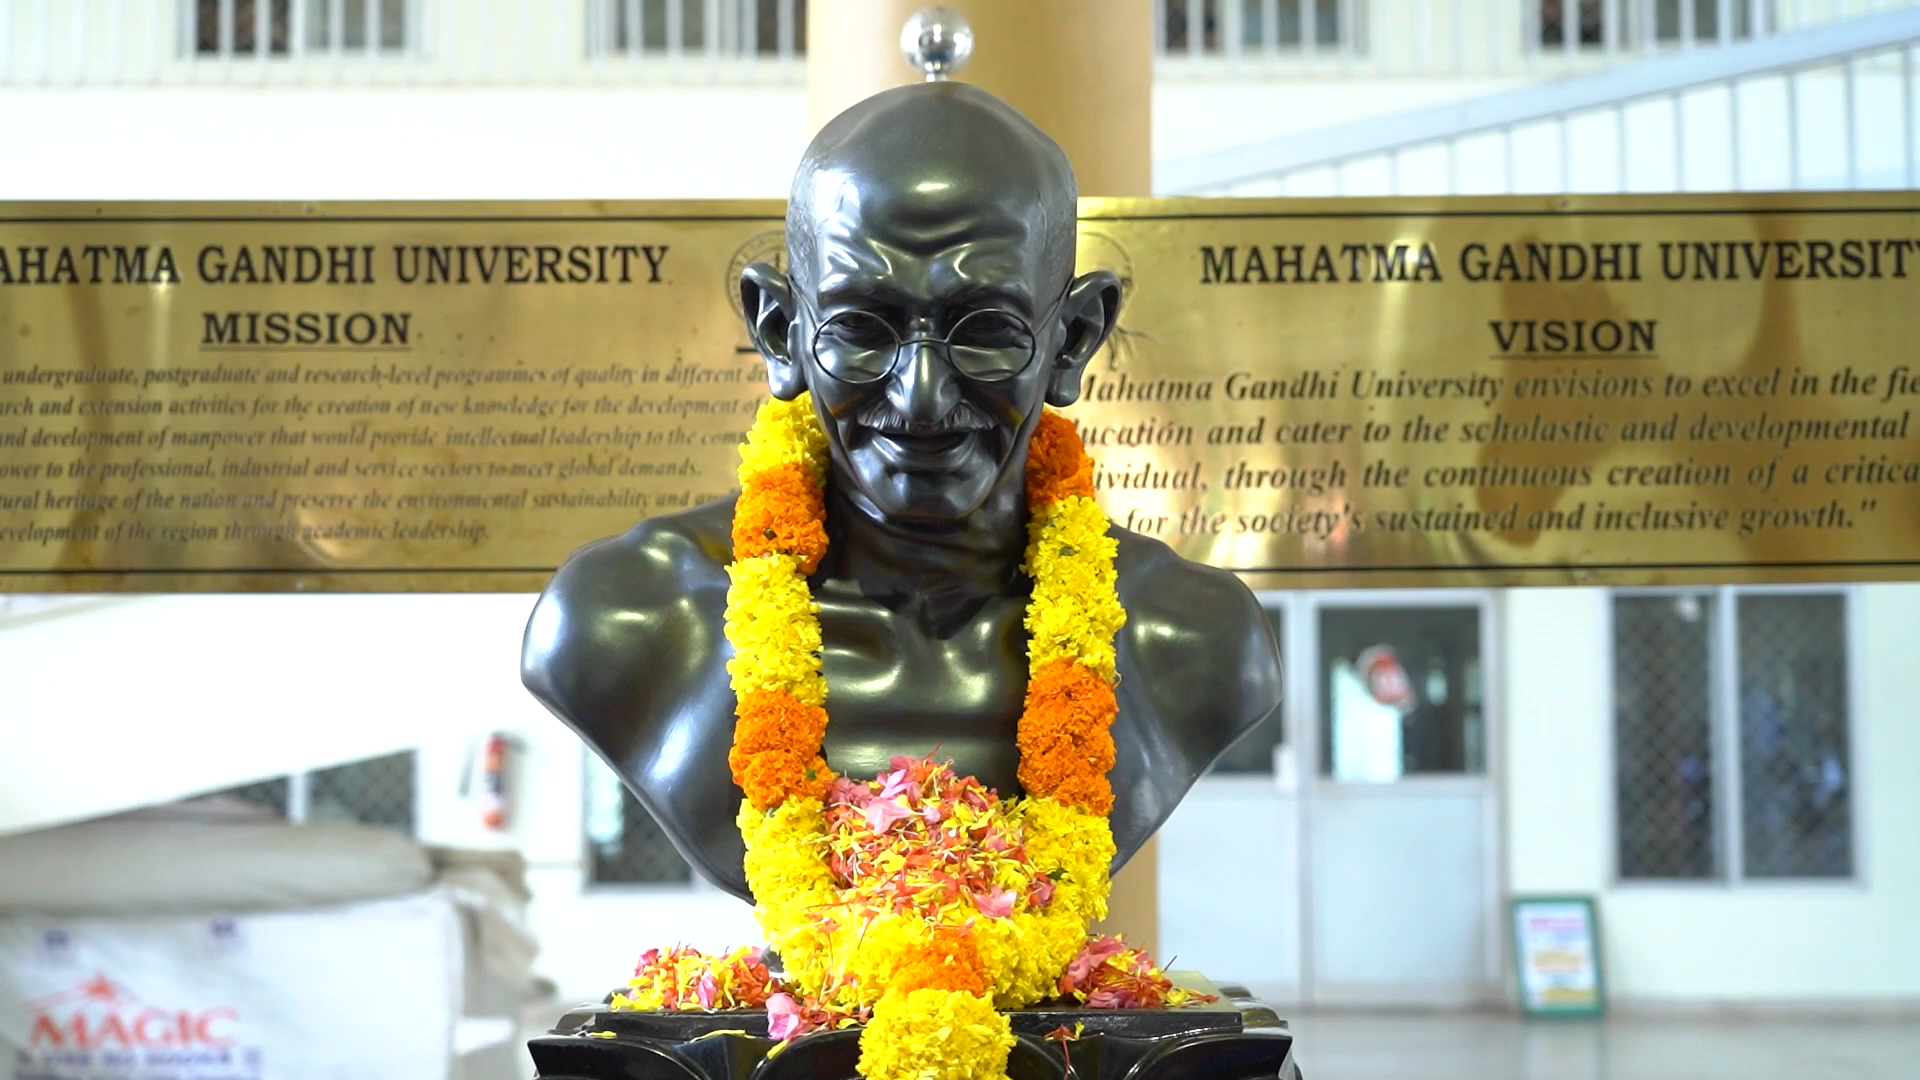 AHATMA GANDHI UNIVERSITY
MISSION
undergraduate, postgraduate and research-level programmes of quality in different
rch and extension activities for the creation of new knowledge for the development of
and development of manpower that would provide intellectual leadership to the com
ower to the professional, industrial and service sectors to meet global demands.
tural heritage of the nation and preserve the environmental sustainability and
evelopment of the region through academic leadership.
MAHATMA GANDHI UNIVERSITY
VISION
Mahatma Gandhi University envisions to excel in the fie
ucation and cater to the scholastic and developmental
ividual, through the continuous creation of a critica
for the society's sustained and inclusive growth."
MAGIC